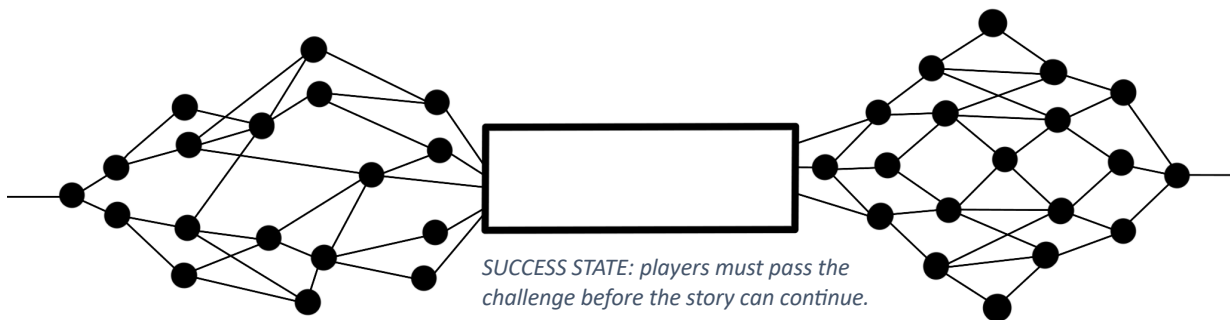 SUCCESS STATE: players must pass the
challenge before the story can continue.